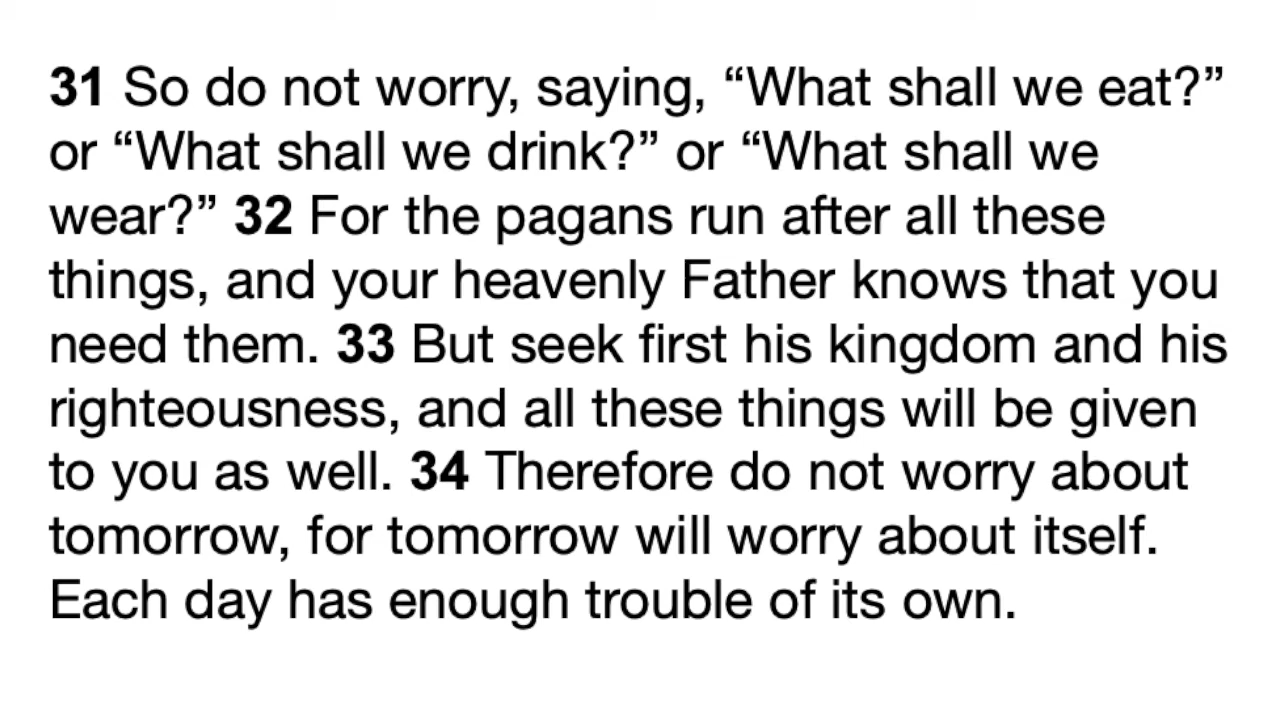 31 So do not worry, saying, “What shall we eat?”
or “What shall we drink?” or “What shall we
wear?” 32 For the pagans run after all these
things, and your heavenly Father knows that you
need them. 33 But seek first his kingdom and his
righteousness, and all these things will be given
to you as well. 34 Therefore do not worry about
tomorrow, for tomorrow will worry about itself.
Each day has enough trouble of its own.